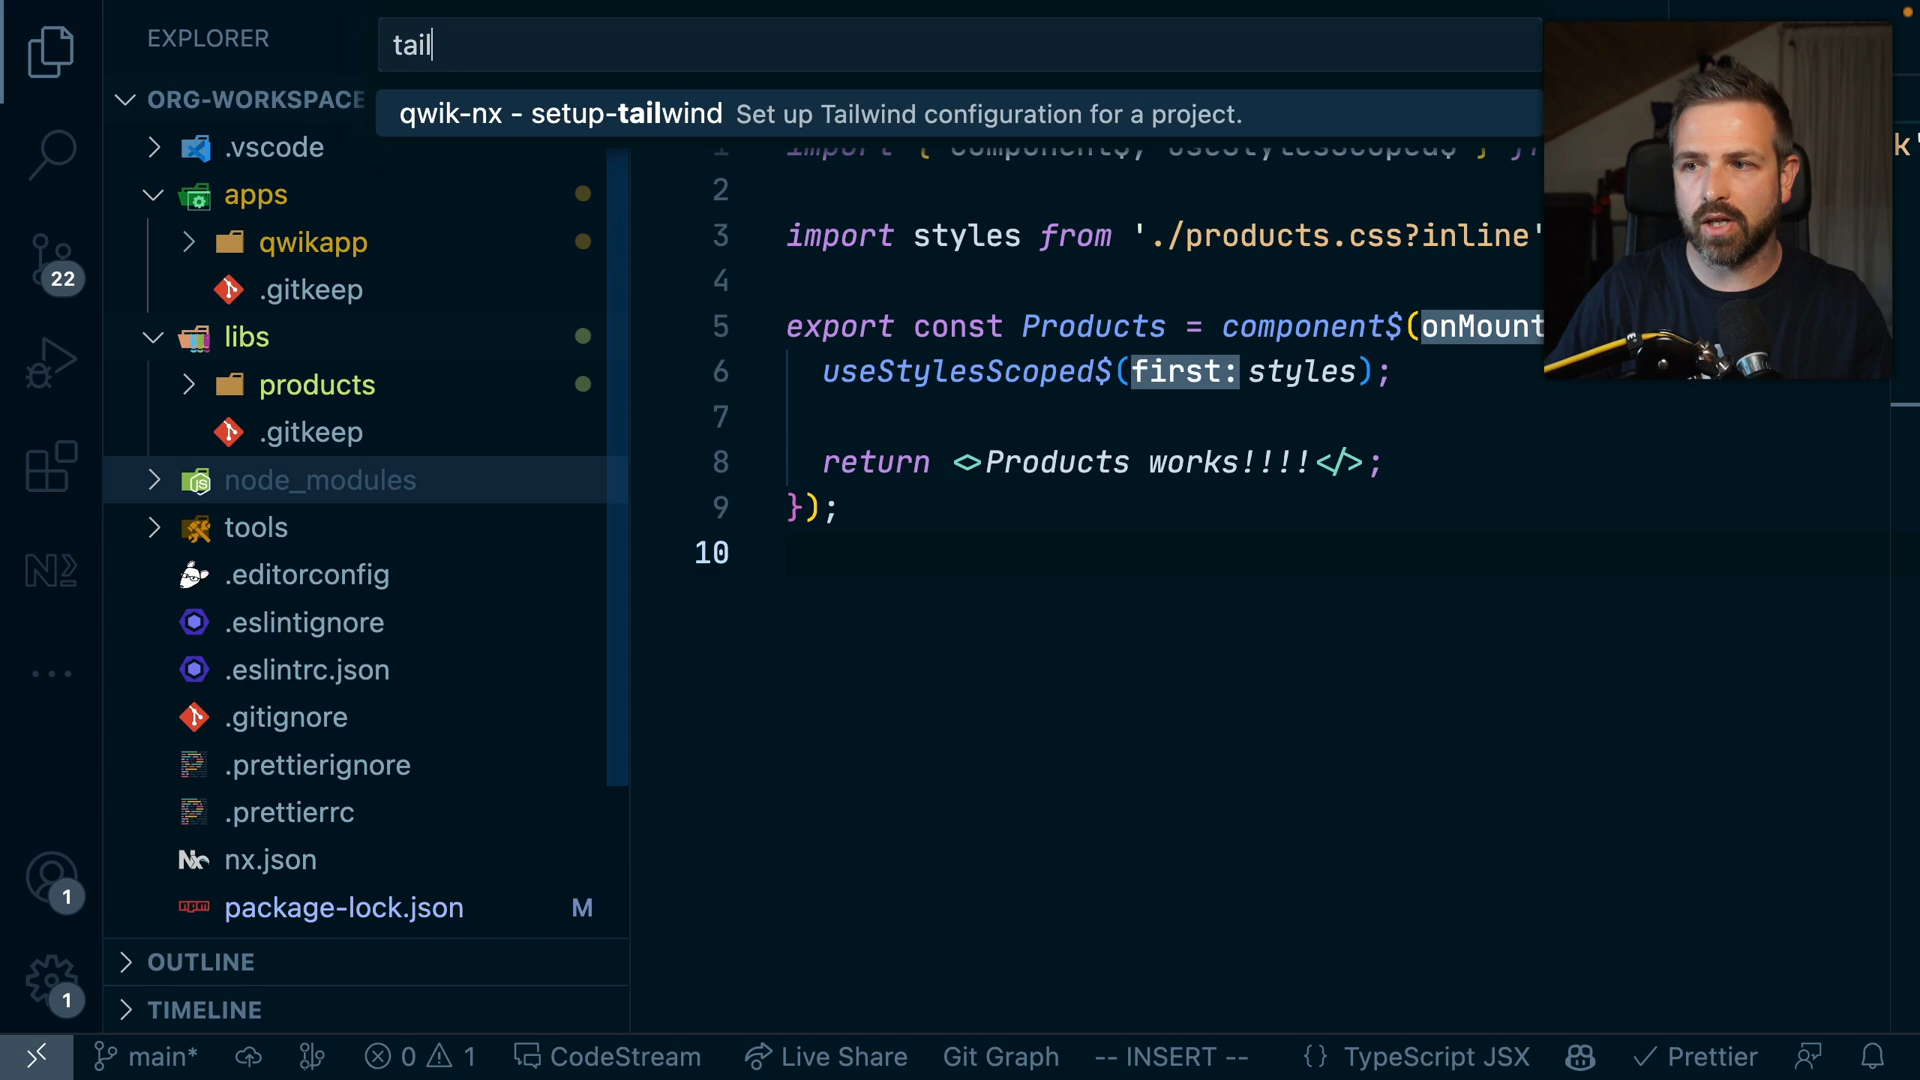 EXPLORER
tail
ORG-WORKSPACE
qwik-nx - setup-tailwind Set up Tailwind configuration for a project.
.vscode
apps
qwikapp
.gitkeep
libs
products
.gitkeep
node_modules
tools
.editorconfig
.eslintignore
.eslintrc.json
.gitignore
.prettierignore
.prettierrc
nx.json
package-lock.json M
OUTLINE
TIMELINE
22
1
1
1 import { component$, useStylesScoped$ }
k'
2
3 import styles from './products.css?inline'
4
5 export const Products = component$(onMount
6 useStylesScoped$(first: styles);
7
8 return <>Products works!!!!</>;
9 });
10
main* 0 1 CodeStream Live Share Git Graph -- INSERT -- {} TypeScript JSX Prettier